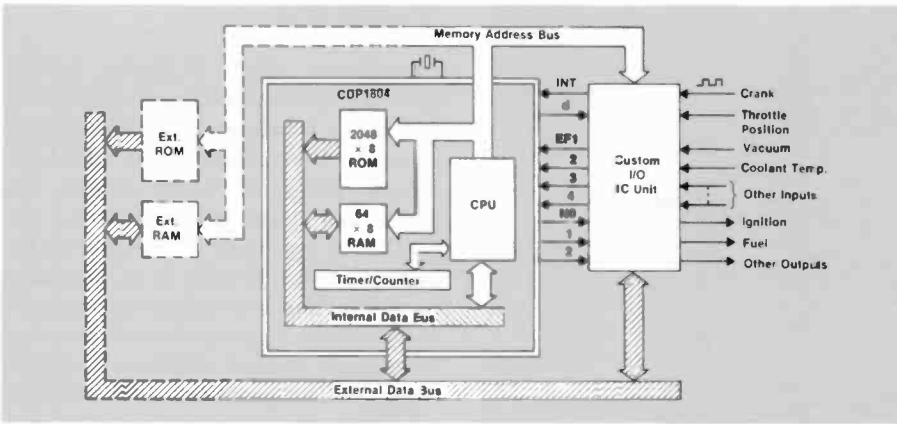 Memory Address Bus
CDP1804
Ext.
ROM
Ext.
RAM
2048
× 8
ROM
64
× 8
RAM
CPU
Timer/Counter
Internal Data Bus
External Data Bus
INT
EF1
2
3
4
N0
1
2
Custom
I/O
IC Unit
Crank
Throttle
Position
Vacuum
Coolant Temp.
Other Inputs
Ignition
Fuel
Other Outputs